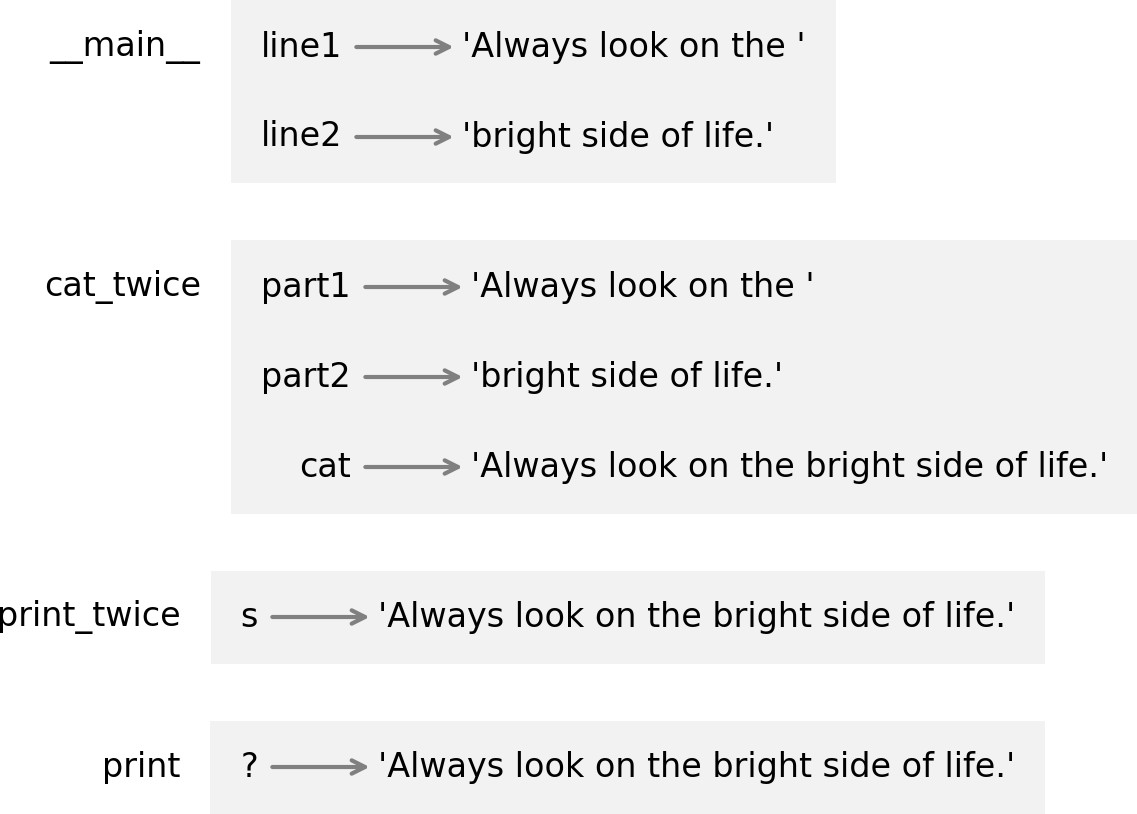 __main__ line1 'Always look on the '
line2 'bright side of life.'
cat_twice part1 'Always look on the '
part2 'bright side of life.'
cat 'Always look on the bright side of life.'
print_twice s 'Always look on the bright side of life.'
print ? 'Always look on the bright side of life.'